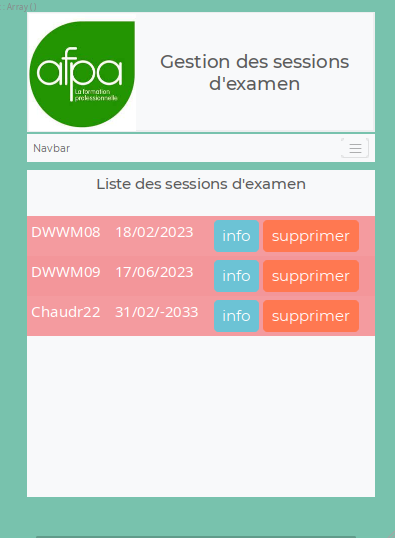 : Array ( )
afpa
La formation
professionnelle
Gestion des sessions
d'examen
Navbar
Liste des sessions d'examen
DWWM08 18/02/2023 info supprimer
DWWM09 17/06/2023 info supprimer
Chaudr22 31/02/-2033 info supprimer